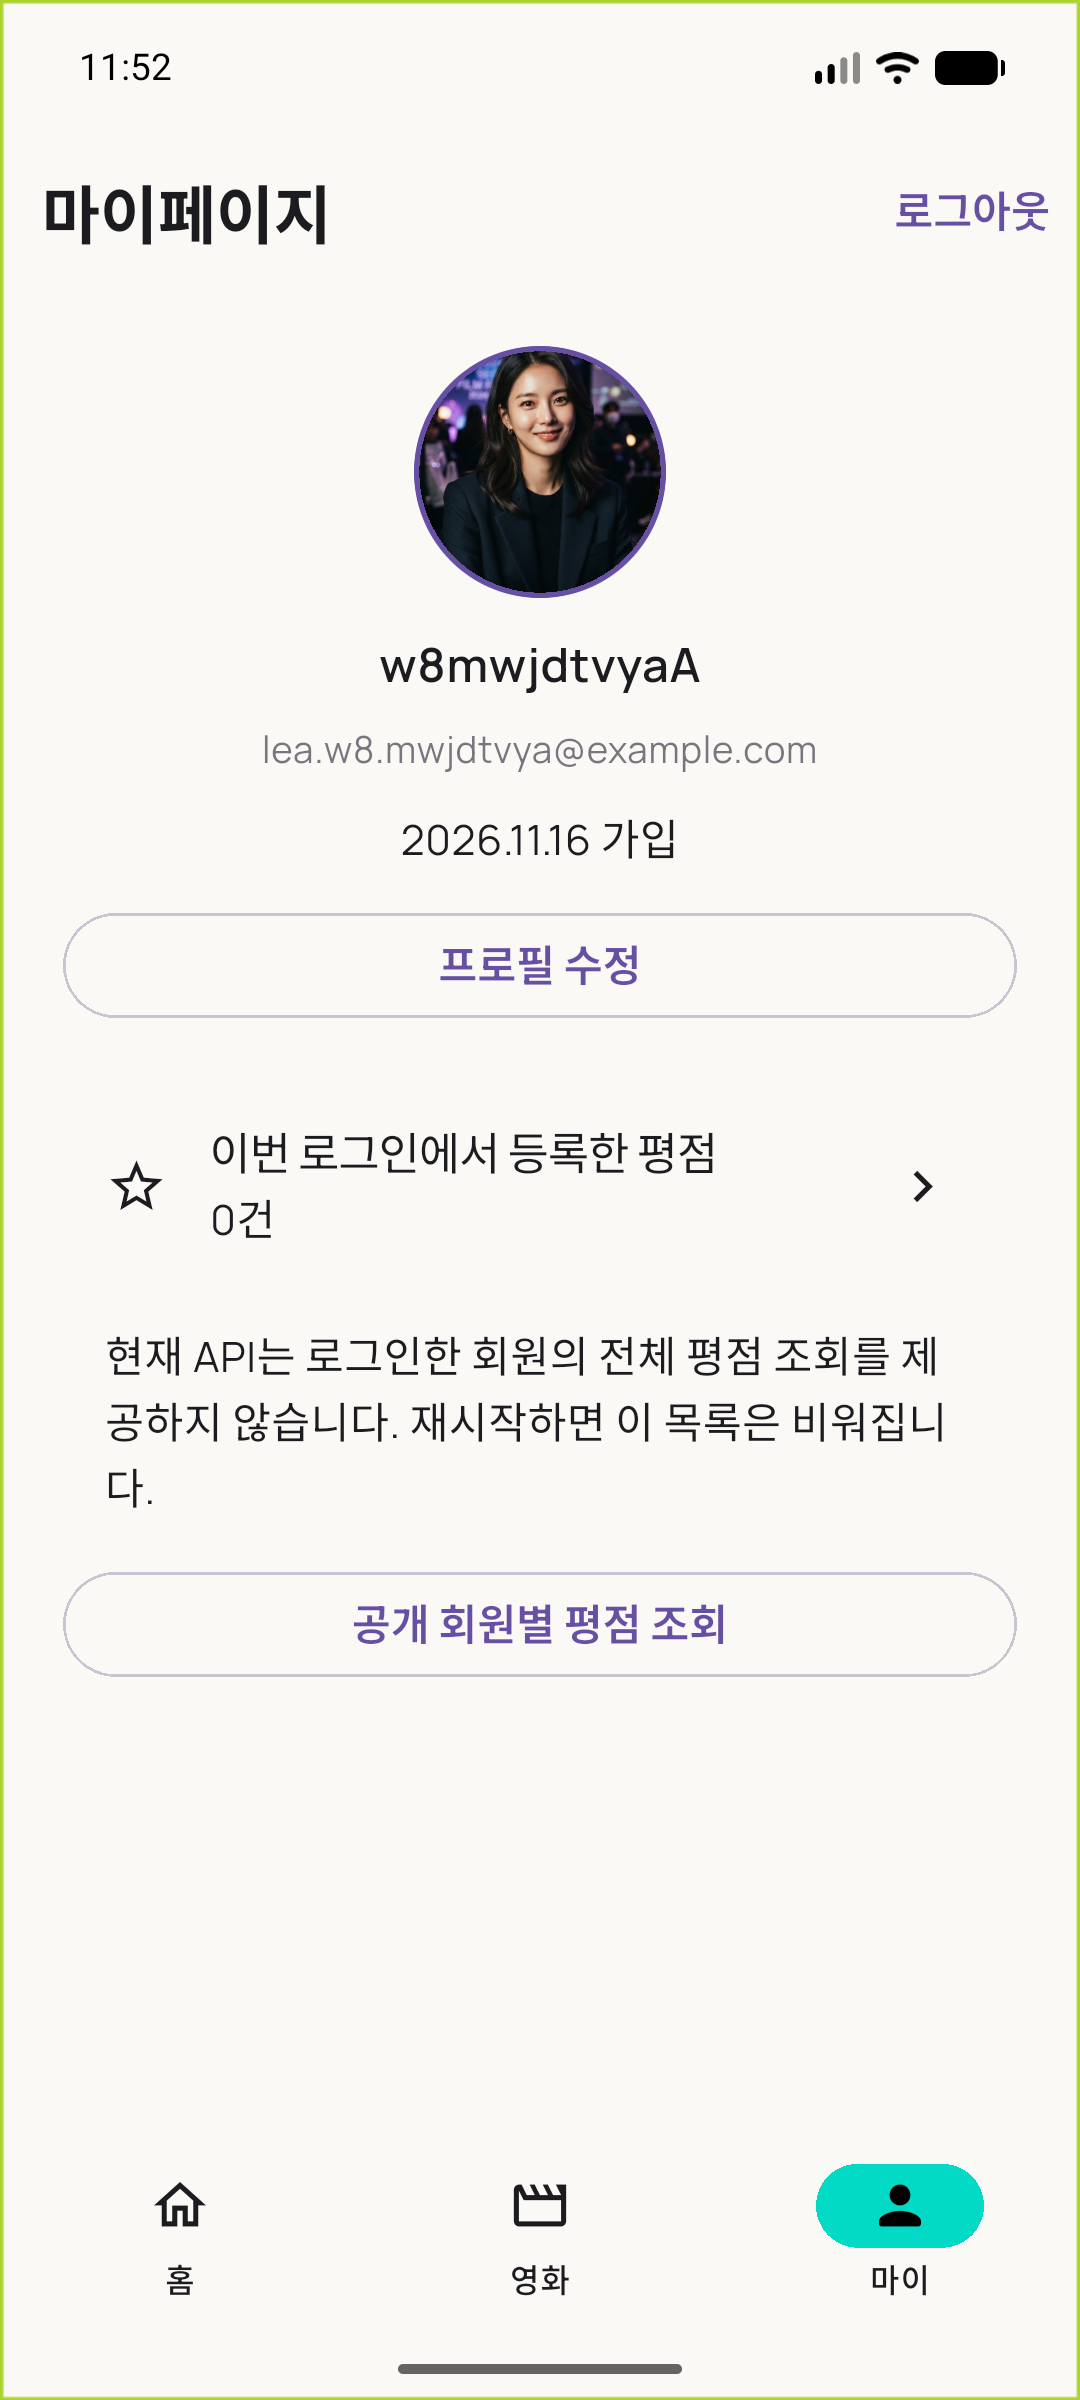 11:52
마이페이지
로그아웃
w8mwjdtvyaA
lea.w8.mwjdtvya@example.com
2026.11.16 가입
프로필 수정
이번 로그인에서 등록한 평점
0건
현재 API는 로그인한 회원의 전체 평점 조회를 제
공하지 않습니다. 재시작하면 이 목록은 비워집니
다.
공개 회원별 평점 조회
홈
영화
마이